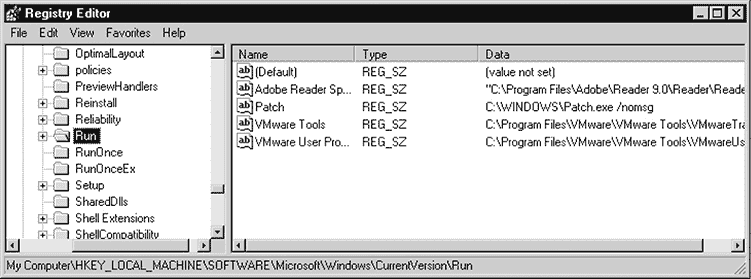 Registry Editor
File Edit View Favorites Help
OptimalLayout
policies
PreviewHandlers
Reinstall
Reliability
Run
RunOnce
RunOnceEx
Setup
SharedDlls
Shell Extensions
ShellCompatibility
Name Type Data
(Default) REG_SZ (value not set)
Adobe Reader Sp... REG_SZ "C:\Program Files\Adobe\Reader 9.0\Reader\Reade
Patch REG_SZ C:\WINDOWS\Patch.exe /nomsg
VMware Tools REG_SZ C:\Program Files\VMware\VMware Tools\VMwareTra
VMware User Pro... REG_SZ C:\Program Files\VMware\VMware Tools\VMwareUs
My Computer\HKEY_LOCAL_MACHINE\SOFTWARE\Microsoft\Windows\CurrentVersion\Run